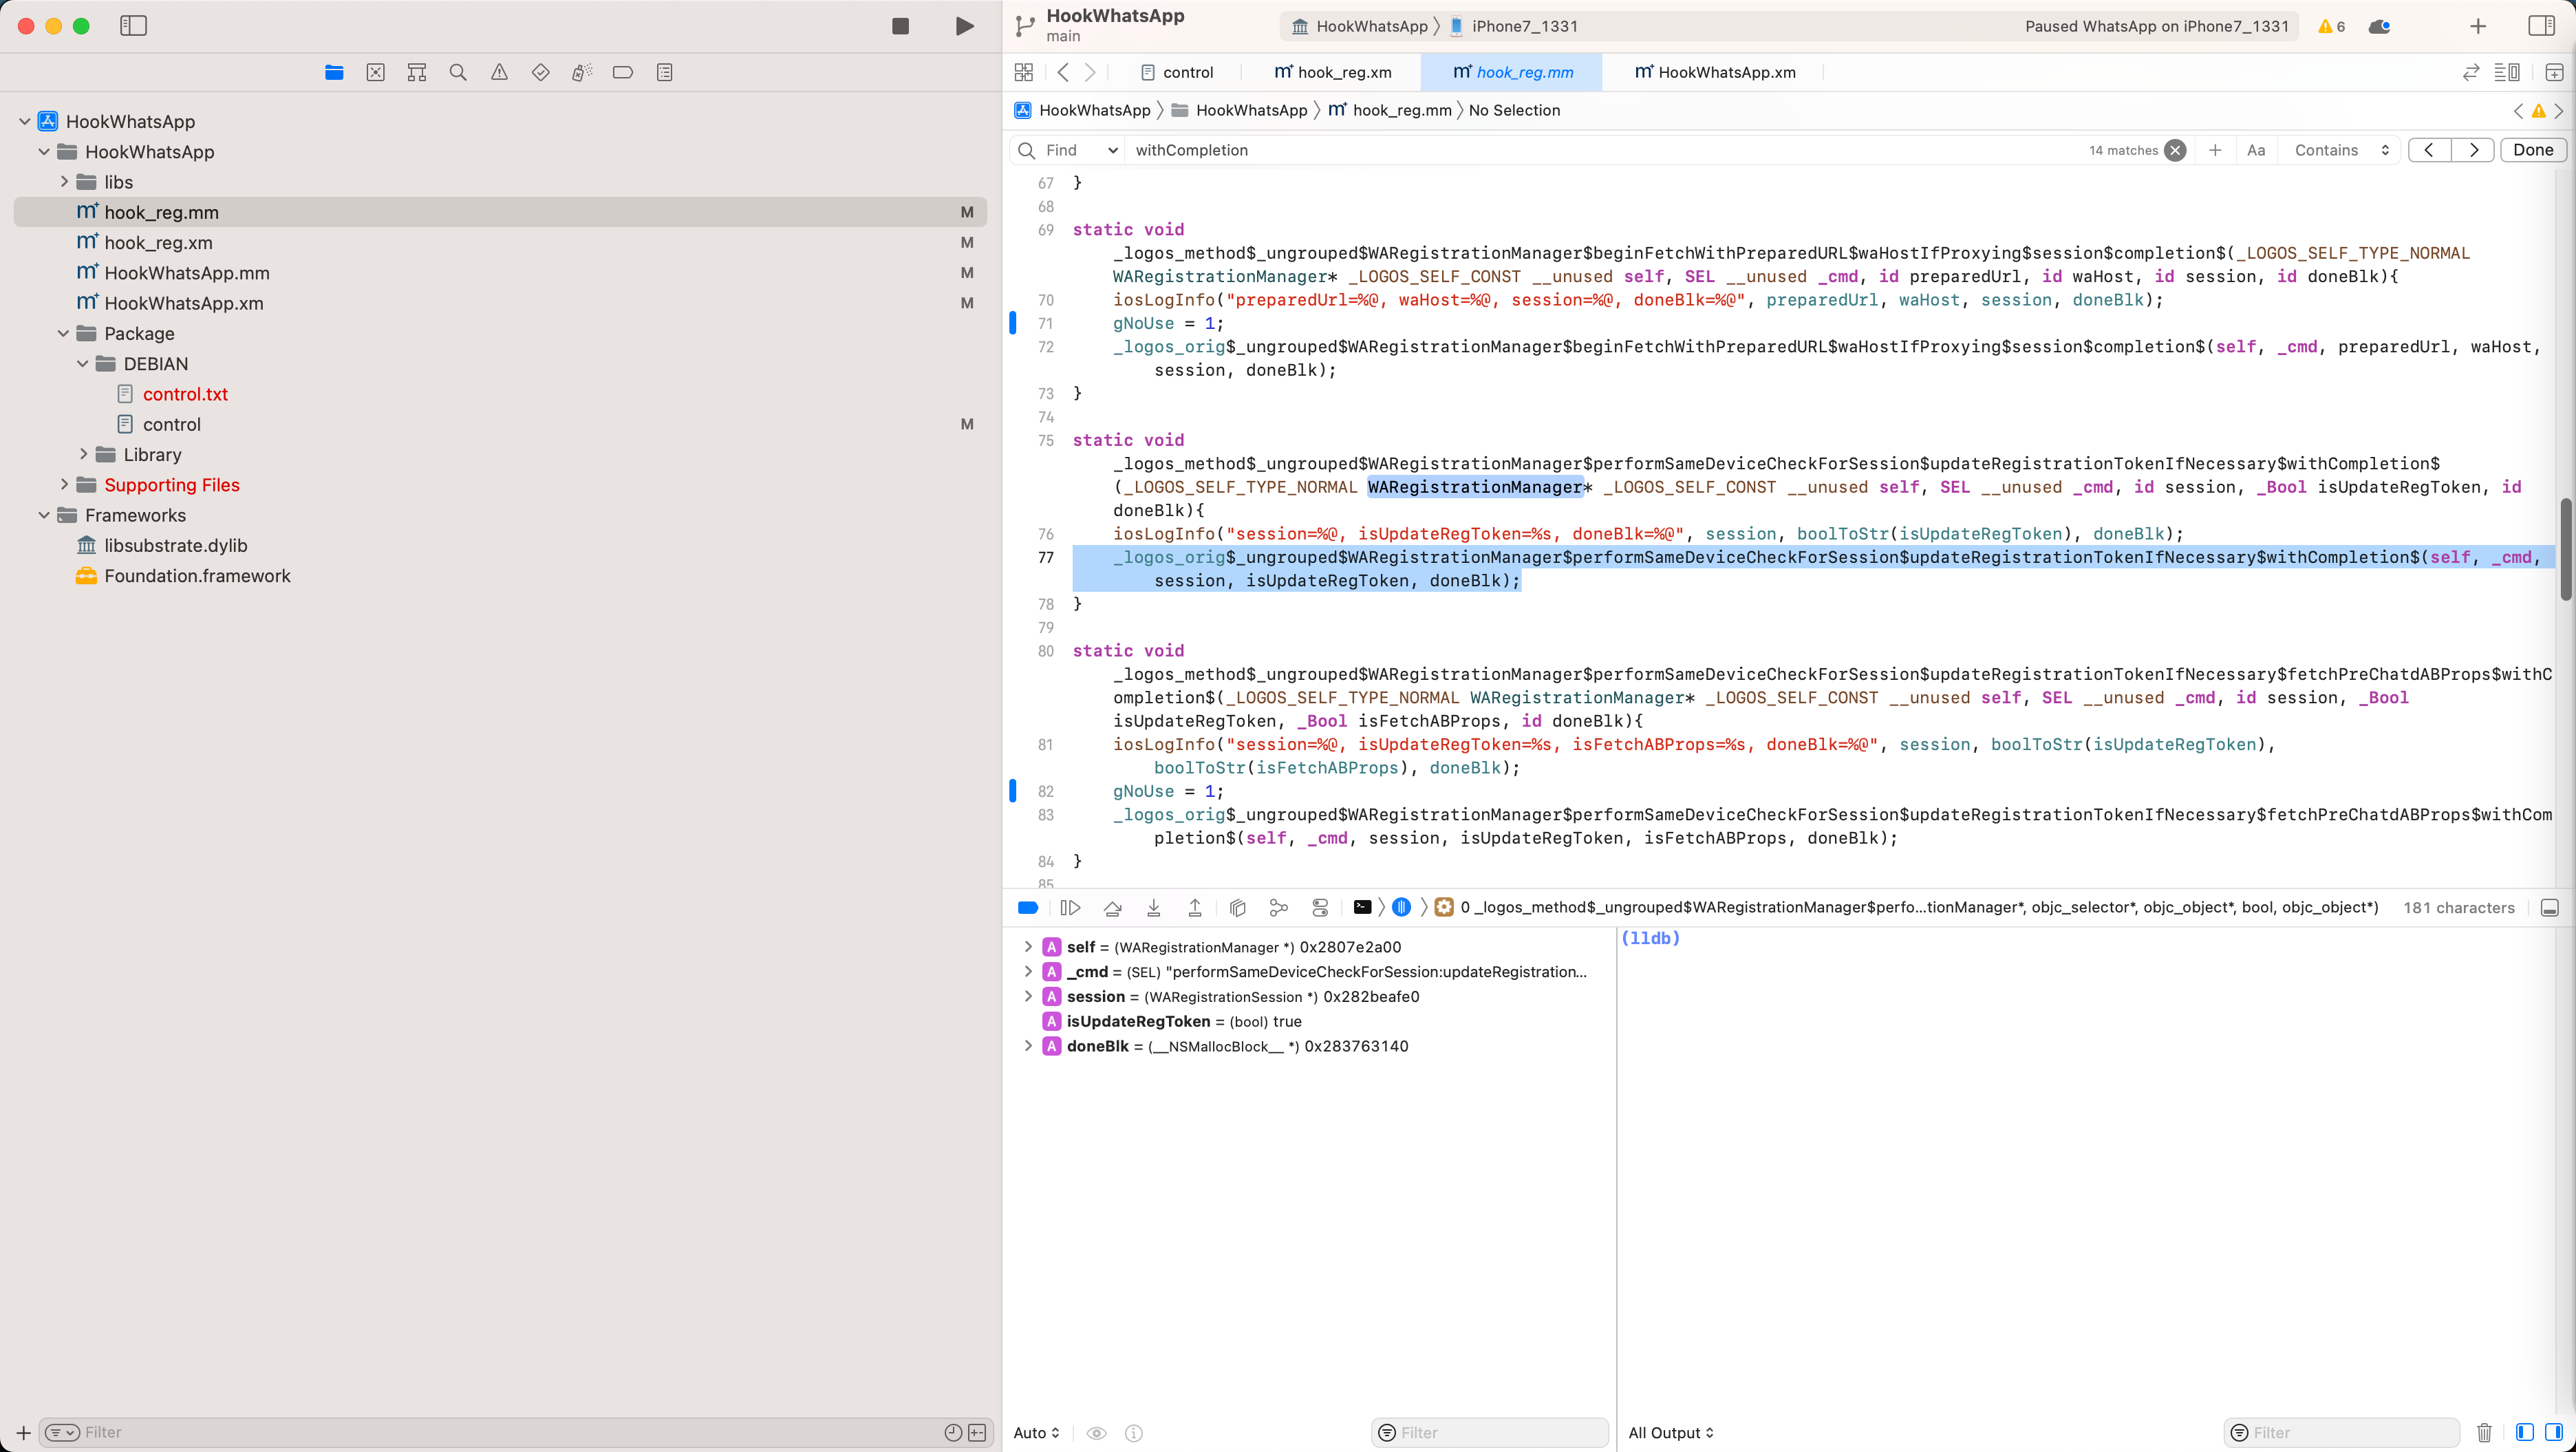 HookWhatsApp
main
HookWhatsApp
iPhone7_1331
Paused WhatsApp on iPhone7_1331
6
control
hook_reg.xm
hook_reg.mm
HookWhatsApp.xm
HookWhatsApp
HookWhatsApp
hook_reg.mm
No Selection
Find
withCompletion
14 matches
Aa
Contains
Done
HookWhatsApp
HookWhatsApp
libs
hook_reg.mm M
hook_reg.xm M
HookWhatsApp.mm M
HookWhatsApp.xm M
Package
DEBIAN
control.txt
control M
Library
Supporting Files
Frameworks
libsubstrate.dylib
Foundation.framework
Filter
67 }
68
69 static void
_logos_method$_ungrouped$WARegistrationManager$beginFetchWithPreparedURL$waHostIfProxying$session$completion$(_LOGOS_SELF_TYPE_NORMAL
WARegistrationManager* _LOGOS_SELF_CONST __unused self, SEL __unused _cmd, id preparedUrl, id waHost, id session, id doneBlk){
70 iosLogInfo("preparedUrl=%@, waHost=%@, session=%@, doneBlk=%@", preparedUrl, waHost, session, doneBlk);
71 gNoUse = 1;
72 _logos_orig$_ungrouped$WARegistrationManager$beginFetchWithPreparedURL$waHostIfProxying$session$completion$(self, _cmd, preparedUrl, waHost,
session, doneBlk);
73 }
74
75 static void
_logos_method$_ungrouped$WARegistrationManager$performSameDeviceCheckForSession$updateRegistrationTokenIfNecessary$withCompletion$
(_LOGOS_SELF_TYPE_NORMAL WARegistrationManager* _LOGOS_SELF_CONST __unused self, SEL __unused _cmd, id session, _Bool isUpdateRegToken, id
doneBlk){
76 iosLogInfo("session=%@, isUpdateRegToken=%s, doneBlk=%@", session, boolToStr(isUpdateRegToken), doneBlk);
77 _logos_orig$_ungrouped$WARegistrationManager$performSameDeviceCheckForSession$updateRegistrationTokenIfNecessary$withCompletion$(self, _cmd,
session, isUpdateRegToken, doneBlk);
78 }
79
80 static void
_logos_method$_ungrouped$WARegistrationManager$performSameDeviceCheckForSession$updateRegistrationTokenIfNecessary$fetchPreChatdABProps$withC
ompletion$(_LOGOS_SELF_TYPE_NORMAL WARegistrationManager* _LOGOS_SELF_CONST __unused self, SEL __unused _cmd, id session, _Bool
isUpdateRegToken, _Bool isFetchABProps, id doneBlk){
81 iosLogInfo("session=%@, isUpdateRegToken=%s, isFetchABProps=%s, doneBlk=%@", session, boolToStr(isUpdateRegToken),
boolToStr(isFetchABProps), doneBlk);
82 gNoUse = 1;
83 _logos_orig$_ungrouped$WARegistrationManager$performSameDeviceCheckForSession$updateRegistrationTokenIfNecessary$fetchPreChatdABProps$withCom
pletion$(self, _cmd, session, isUpdateRegToken, isFetchABProps, doneBlk);
84 }
85
0 _logos_method$_ungrouped$WARegistrationManager$perfo...tionManager*, objc_selector*, objc_object*, bool, objc_object*)
181 characters
A self = (WARegistrationManager *) 0x2807e2a00
A _cmd = (SEL) "performSameDeviceCheckForSession:updateRegistration...
A session = (WARegistrationSession *) 0x282beafe0
A isUpdateRegToken = (bool) true
A doneBlk = (__NSMallocBlock__ *) 0x283763140
(lldb)
Auto
Filter
All Output
Filter